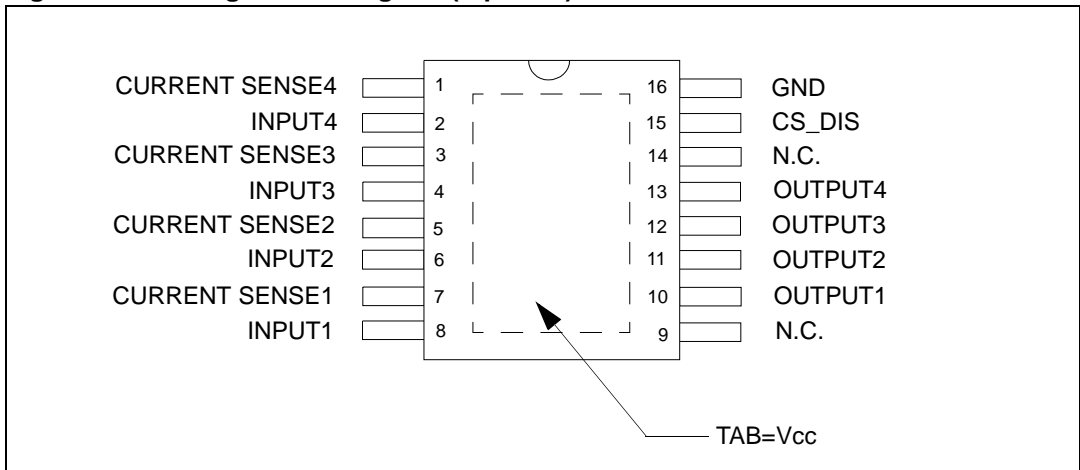 CURRENT SENSE4 1 16 GND
INPUT4 2 15 CS_DIS
CURRENT SENSE3 3 14 N.C.
INPUT3 4 13 OUTPUT4
CURRENT SENSE2 5 12 OUTPUT3
INPUT2 6 11 OUTPUT2
CURRENT SENSE1 7 10 OUTPUT1
INPUT1 8 9 N.C.
TAB=Vcc